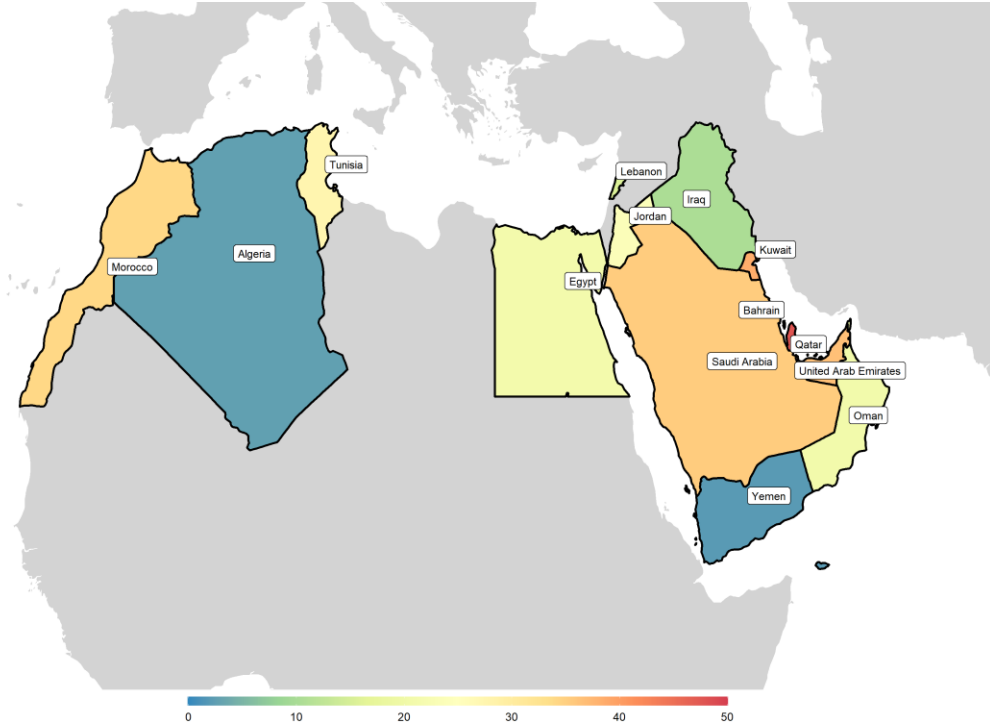 Tunisia
Lebanon
Iraq
Jordan
Algeria
Kuwait
Morocco
Egypt
Bahrain
Qatar
Saudi Arabia
United Arab Emirates
Oman
Yemen
0 10 20 30 40 50